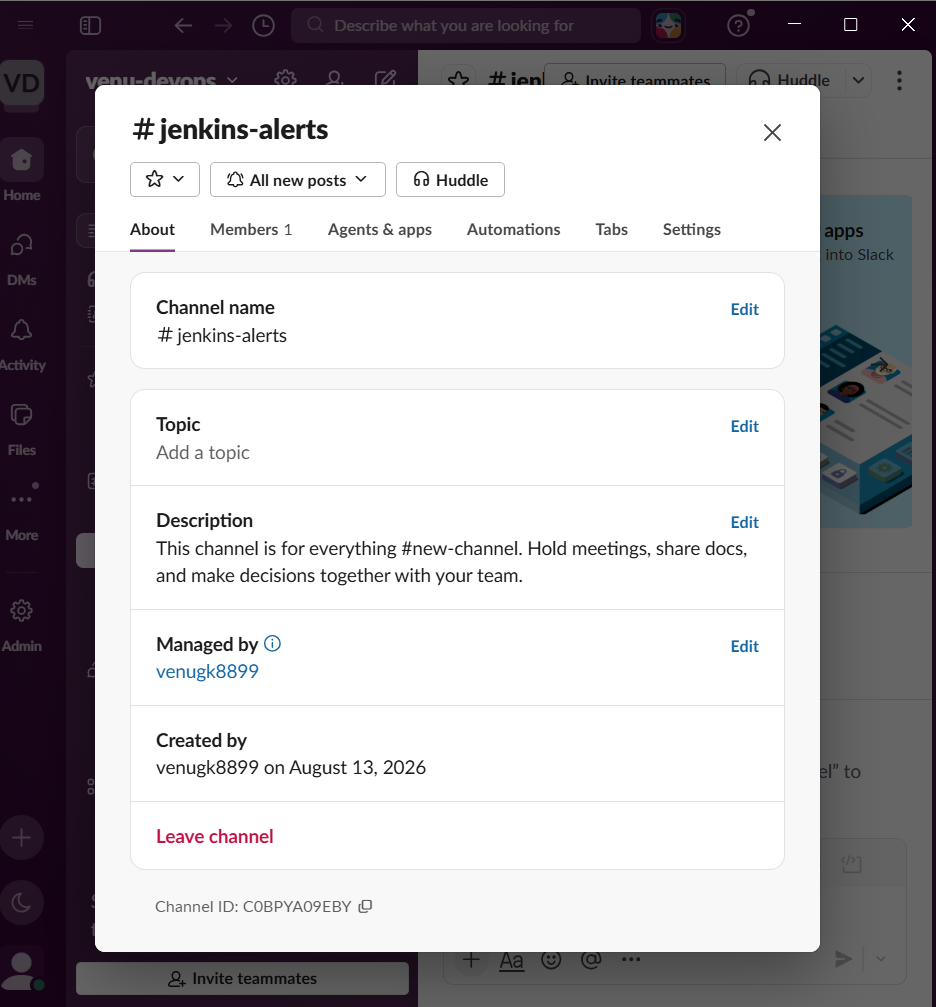 Describe what you are looking for
VD
venu-devops
Invite teammates
Huddle
# jenkins-alerts
All new posts
Huddle
Home
About
Members 1
Agents & apps
Automations
Tabs
Settings
apps
into Slack
DMs
Channel name
Edit
# jenkins-alerts
Activity
Topic
Edit
Add a topic
Files
Description
Edit
This channel is for everything #new-channel. Hold meetings, share docs,
and make decisions together with your team.
More
Managed by
Edit
venugk8899
Admin
Created by
venugk8899 on August 13, 2026
to
Leave channel
Channel ID: C0BPYA09EBY
Aa
Invite teammates